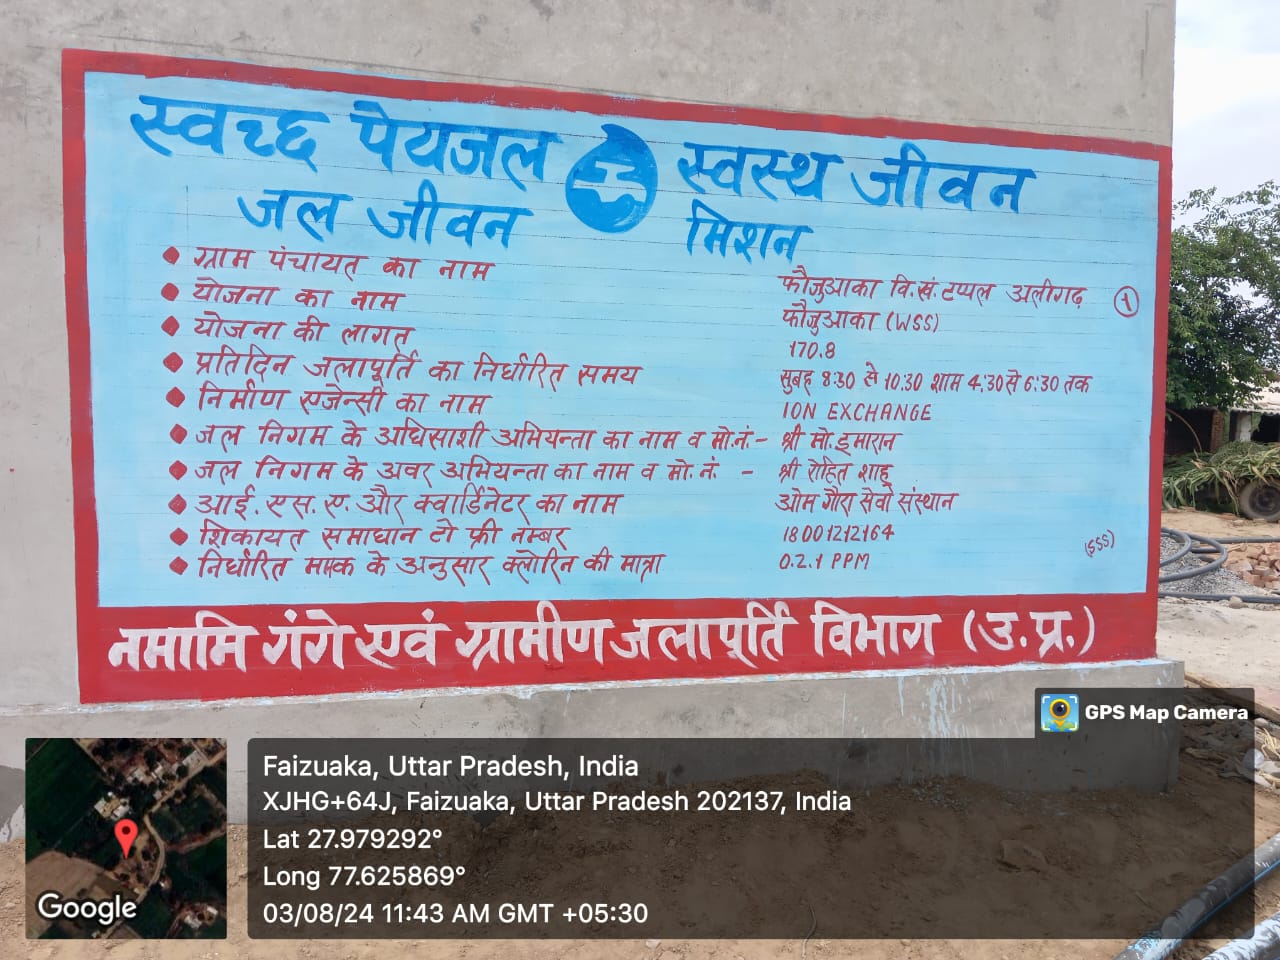 स्वच्छ पेयजल स्वस्थ जीवन
जल जीवन मिशन
ग्राम पंचायत का नाम फौजुआका वि.सं. टप्पल अलीगढ़ 1
योजना का नाम फौजुआका (WSS)
योजना की लागत 170.8
प्रतिदिन जलापूर्ति का निर्धारित समय सुबह 8:30 से 10:30 शाम 4:30 से 6:30 तक
निर्माण एजेन्सी का नाम ION EXCHANGE
जल निगम के अधिसाशी अभियन्ता का नाम व मो.नं.- श्री मो. इमारान
जल निगम के अवर अभियन्ता का नाम व मो. नं. - श्री रोहित शाह
आई. एस. ए. और क्वार्डिनेटर का नाम ओम गौरा सेवा संस्थान
शिकायत समाधान टो फ्री नम्बर 18001212164
निर्धारित मानक के अनुसार क्लोरिन की मात्रा 0.2.1 PPM
(SSS)
नमामि गंगे एवं ग्रामीण जलापूर्ति विभाग (उ.प्र.)
GPS Map Camera
Faizuaka, Uttar Pradesh, India
XJHG+64J, Faizuaka, Uttar Pradesh 202137, India
Lat 27.979292°
Long 77.625869°
03/08/24 11:43 AM GMT +05:30
Google